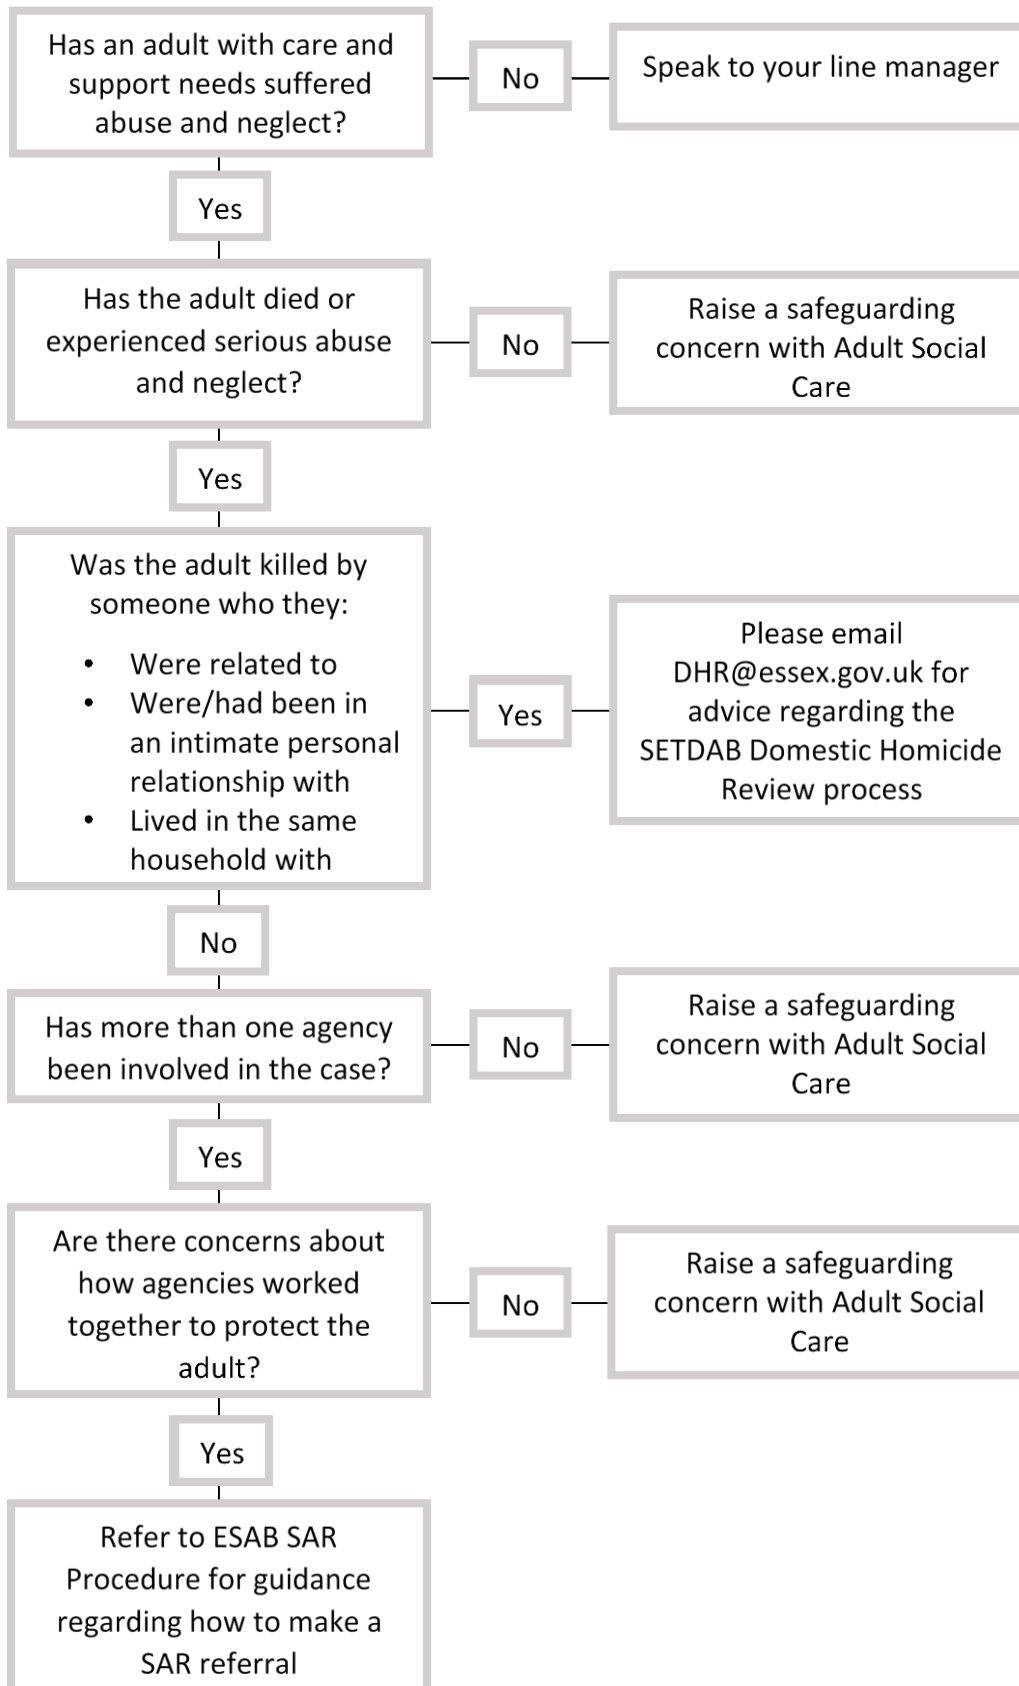 Has an adult with care and
support needs suffered
abuse and neglect?
No
Speak to your line manager
Yes
Has the adult died or
experienced serious abuse
and neglect?
No
Raise a safeguarding
concern with Adult Social
Care
Yes
Was the adult killed by
someone who they:
• Were related to
• Were/had been in
an intimate personal
relationship with
• Lived in the same
household with
Yes
Please email
DHR@essex.gov.uk for
advice regarding the
SETDAB Domestic Homicide
Review process
No
Has more than one agency
been involved in the case?
No
Raise a safeguarding
concern with Adult Social
Care
Yes
Are there concerns about
how agencies worked
together to protect the
adult?
No
Raise a safeguarding
concern with Adult Social
Care
Yes
Refer to ESAB SAR
Procedure for guidance
regarding how to make a
SAR referral